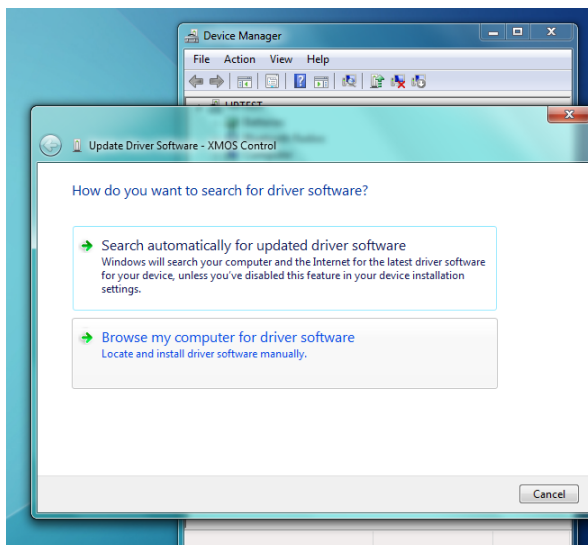 Device Manager
File Action View Help
Update Driver Software - XMOS Control
How do you want to search for driver software?
Search automatically for updated driver software
Windows will search your computer and the Internet for the latest driver software
for your device, unless you've disabled this feature in your device installation
settings.
Browse my computer for driver software
Locate and install driver software manually.
Cancel